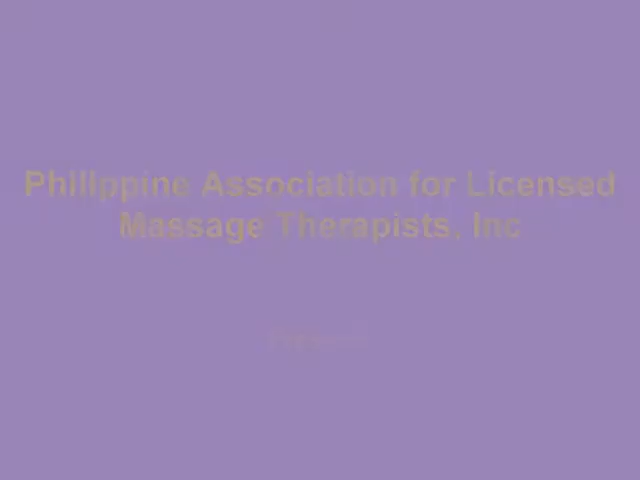 Philippine Association for Licensed
Massage Therapists, Inc